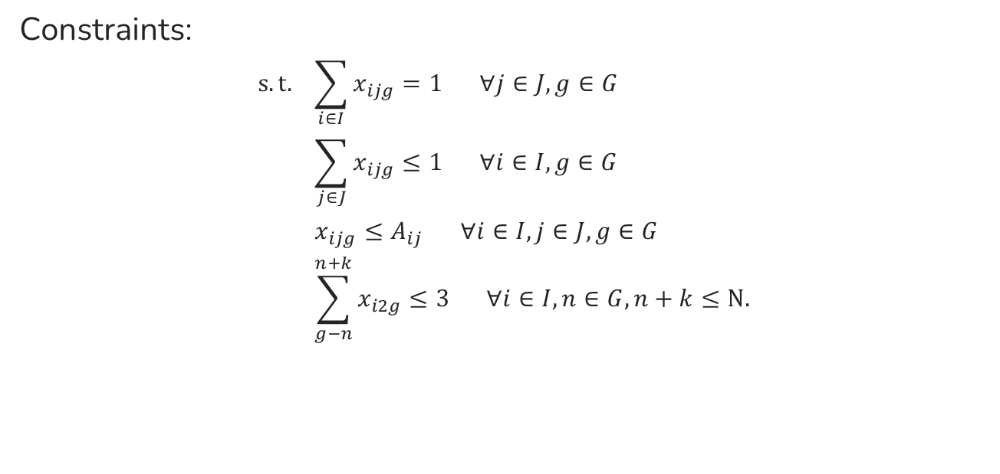 Constraints:
s.t. ∑_{i∈I} x_{ijg} = 1 ∀j ∈ J, g ∈ G
∑_{j∈J} x_{ijg} ≤ 1 ∀i ∈ I, g ∈ G
x_{ijg} ≤ A_{ij} ∀i ∈ I, j ∈ J, g ∈ G
∑_{g−n}^{n+k} x_{i2g} ≤ 3 ∀i ∈ I, n ∈ G, n + k ≤ N.